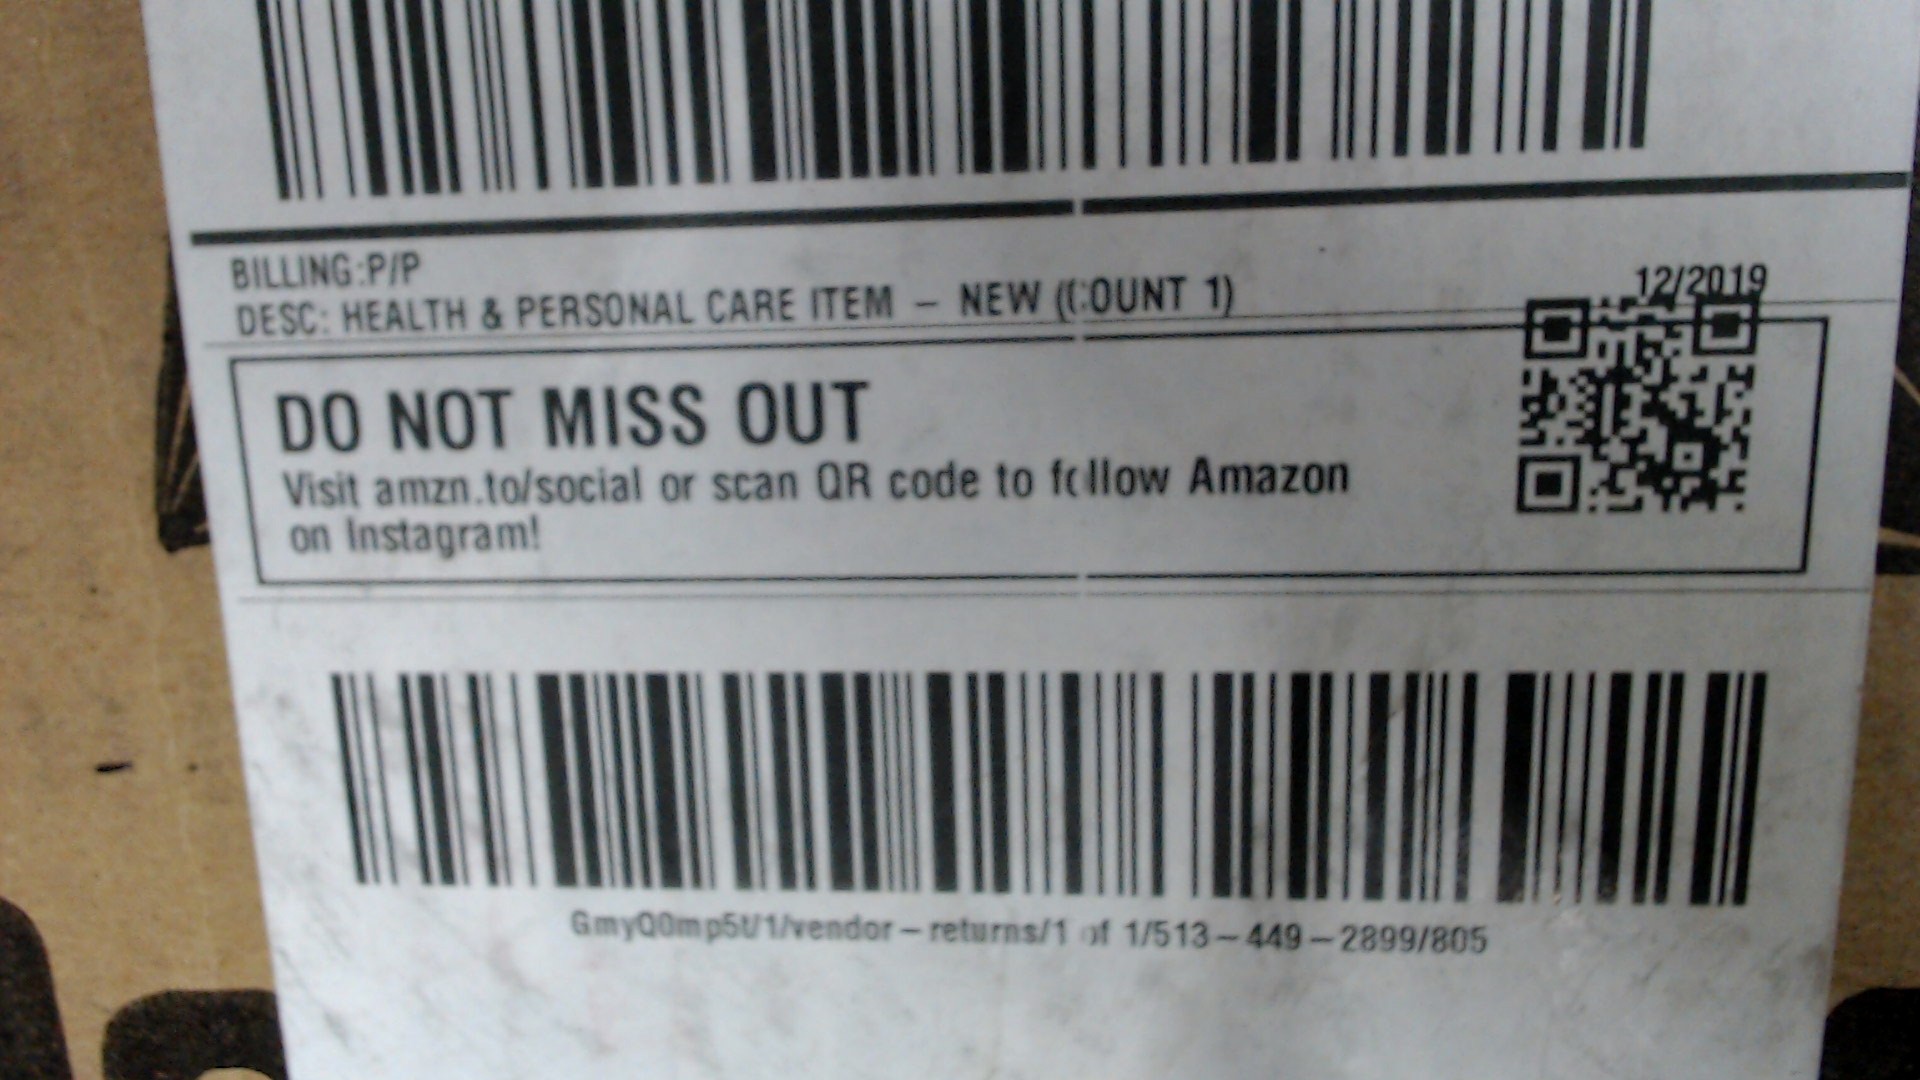 BILLING:P/P
DESC: HEALTH & PERSONAL CARE ITEM – NEW (COUNT 1)
12/2019
DO NOT MISS OUT
Visit amzn.to/social or scan QR code to follow Amazon
on Instagram!
GmyQ0mp5t/1/vendor–returns/1 of 1/513–449–2899/805